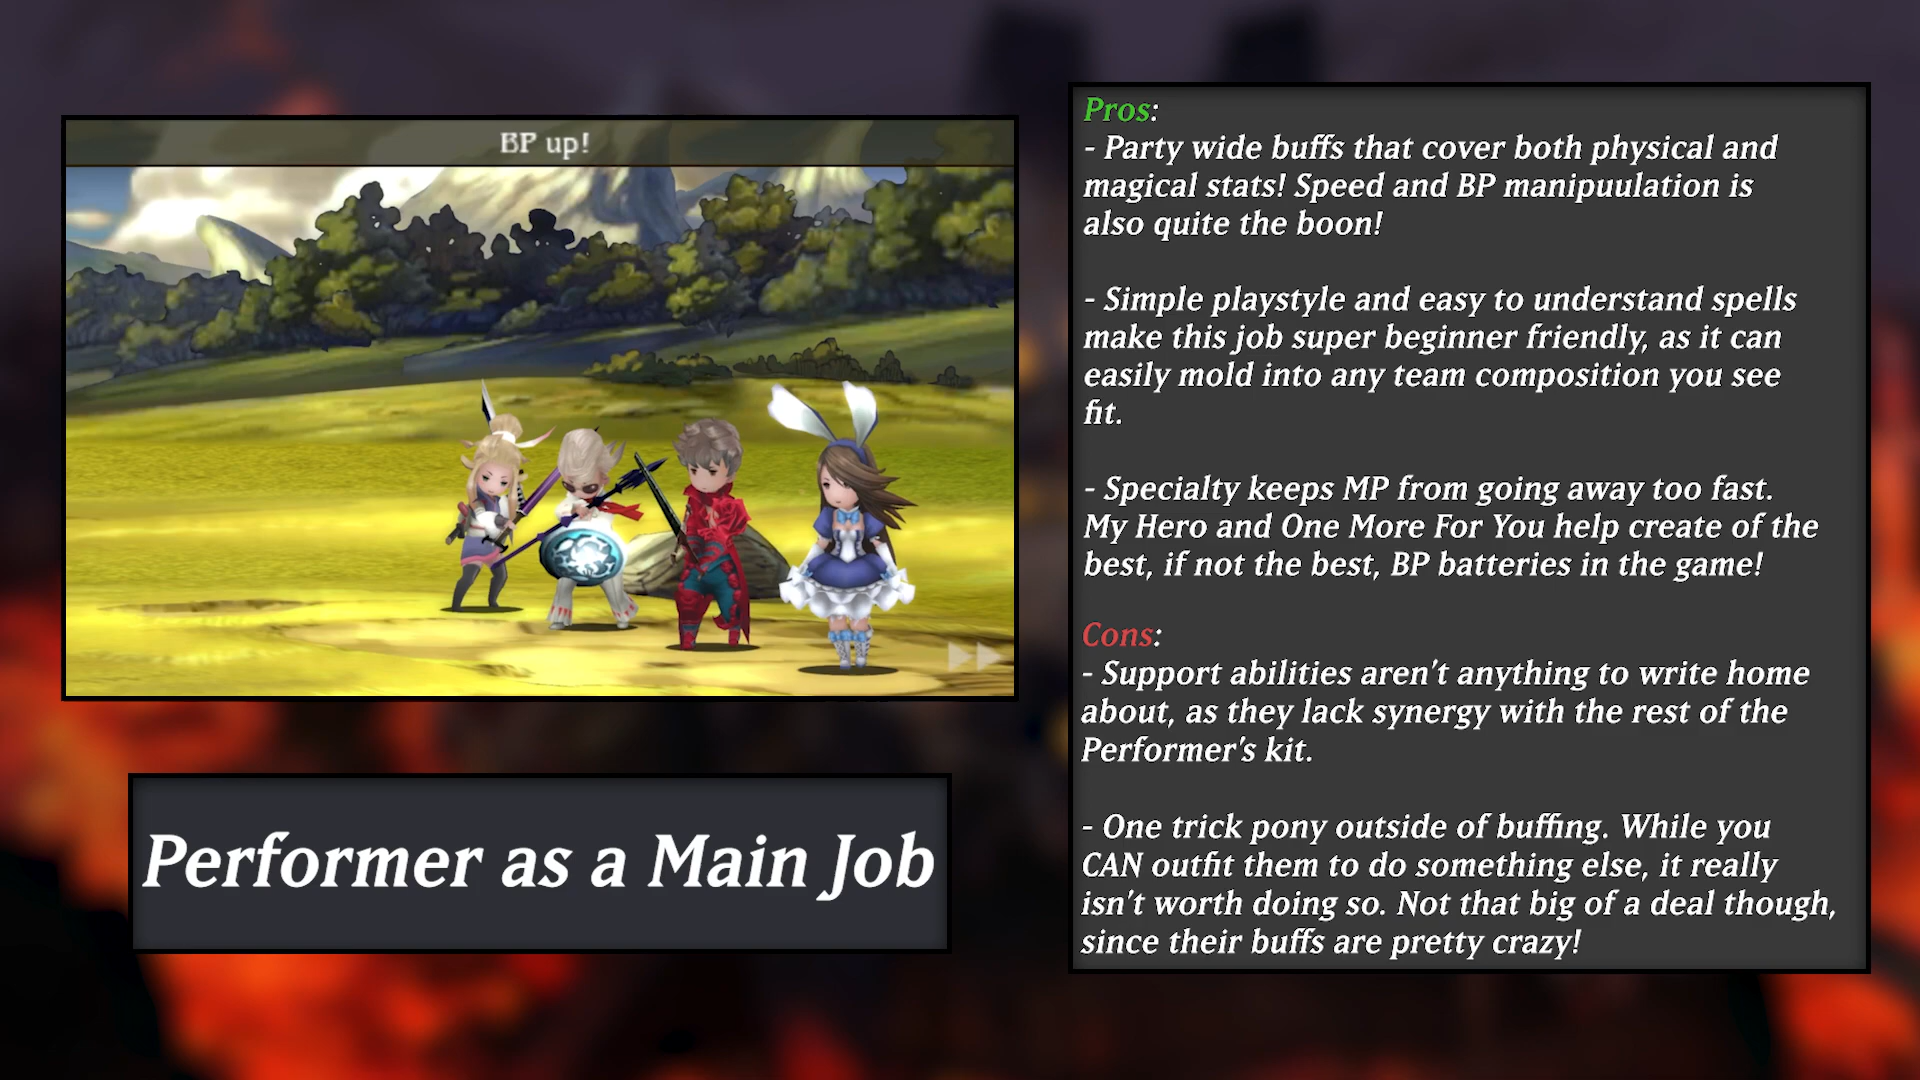 BP up!
Performer as a Main Job
Pros:
- Party wide buffs that cover both physical and
magical stats! Speed and BP manipuulation is
also quite the boon!
- Simple playstyle and easy to understand spells
make this job super beginner friendly, as it can
easily mold into any team composition you see
fit.
- Specialty keeps MP from going away too fast.
My Hero and One More For You help create of the
best, if not the best, BP batteries in the game!
Cons:
- Support abilities aren't anything to write home
about, as they lack synergy with the rest of the
Performer's kit.
- One trick pony outside of buffing. While you
CAN outfit them to do something else, it really
isn't worth doing so. Not that big of a deal though,
since their buffs are pretty crazy!